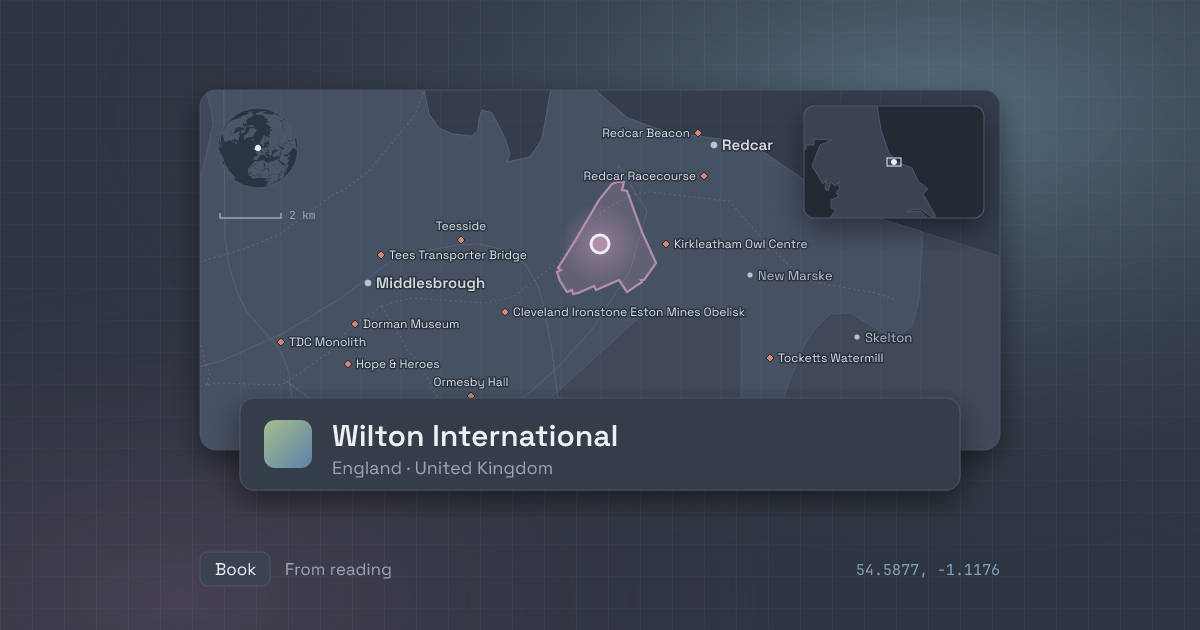 Redcar Beacon
Redcar
Redcar Racecourse
2 km
Teesside
Tees Transporter Bridge
Kirkleatham Owl Centre
Middlesbrough
New Marske
Cleveland Ironstone Eston Mines Obelisk
Dorman Museum
TDC Monolith
Skelton
Hope & Heroes
Tocketts Watermill
Ormesby Hall
Wilton International
England · United Kingdom
Book
From reading
54.5877, -1.1176